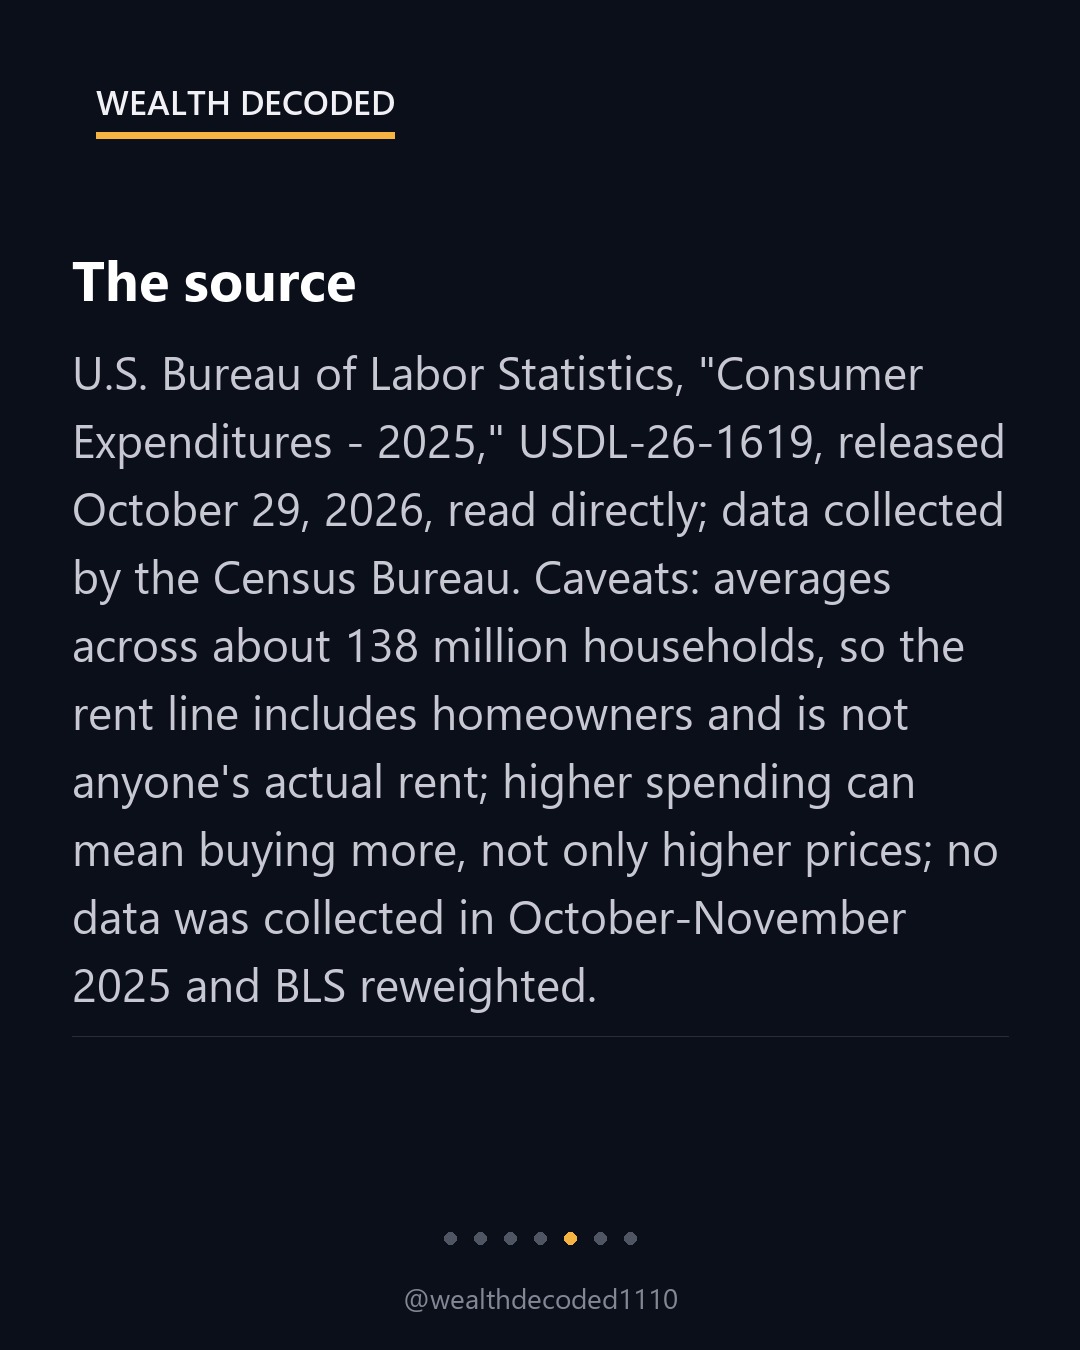 WEALTH DECODED
The source
U.S. Bureau of Labor Statistics, "Consumer
Expenditures - 2025," USDL-26-1619, released
October 29, 2026, read directly; data collected
by the Census Bureau. Caveats: averages
across about 138 million households, so the
rent line includes homeowners and is not
anyone's actual rent; higher spending can
mean buying more, not only higher prices; no
data was collected in October-November
2025 and BLS reweighted.
@wealthdecoded1110